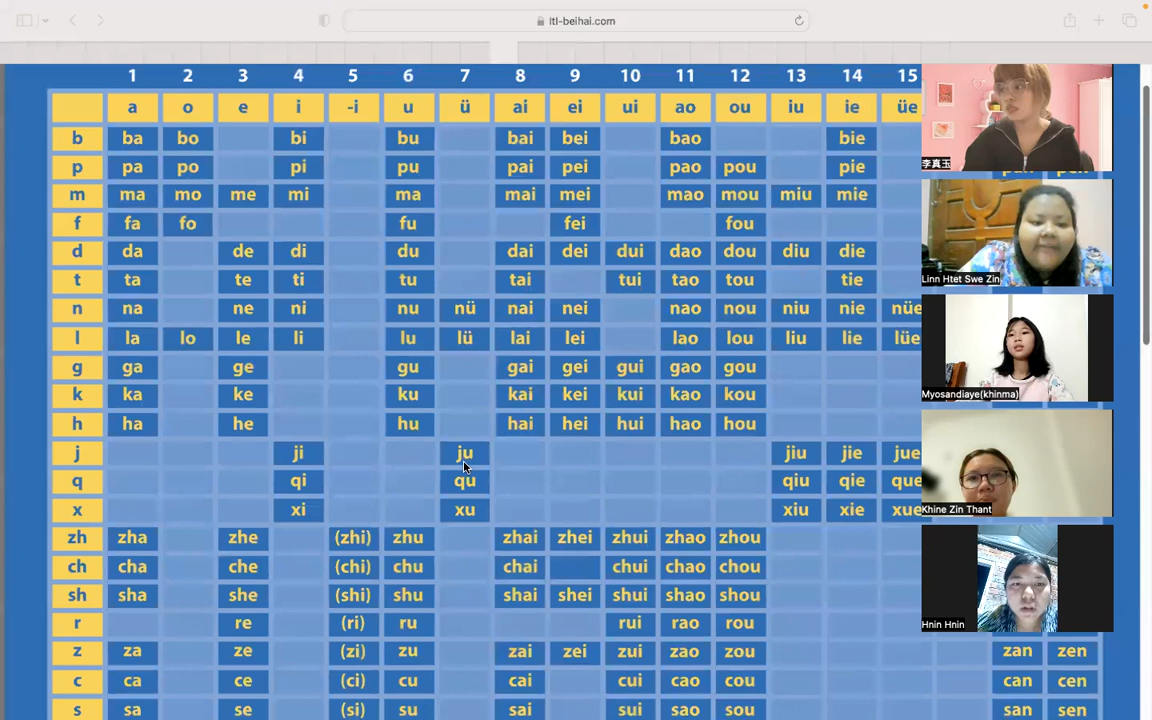 ltl-beihai.com
1 2 3 4 5 6 7 8 9 10 11 12 13 14 15
a o e i -i u ü ai ei ui ao ou iu ie üe
b ba bo bi bu bai bei bao bie
p pa po pi pu pai pei pao pou pie
m ma mo me mi ma mai mei mao mou miu mie
f fa fo fu fei fou
d da de di du dai dei dui dao dou diu die
t ta te ti tu tai tui tao tou tie
n na ne ni nu nü nai nei nao nou niu nie nüe
l la lo le li lu lü lai lei lao lou liu lie lüe
g ga ge gu gai gei gui gao gou
k ka ke ku kai kei kui kao kou
h ha he hu hai hei hui hao hou
j ji ju jiu jie jue
q qi qu qiu qie que
x xi xu xiu xie xue
zh zha zhe (zhi) zhu zhai zhei zhui zhao zhou
ch cha che (chi) chu chai chui chao chou
sh sha she (shi) shu shai shei shui shao shou
r re (ri) ru rui rao rou
z za ze (zi) zu zai zei zui zao zou zan zen
c ca ce (ci) cu cai cui cao cou can cen
s sa se (si) su sai sui sao sou san sen
李真玉
Linn Htet Swe Zin
Myosandiaye(khinma)
Khine Zin Thant
Hnin Hnin